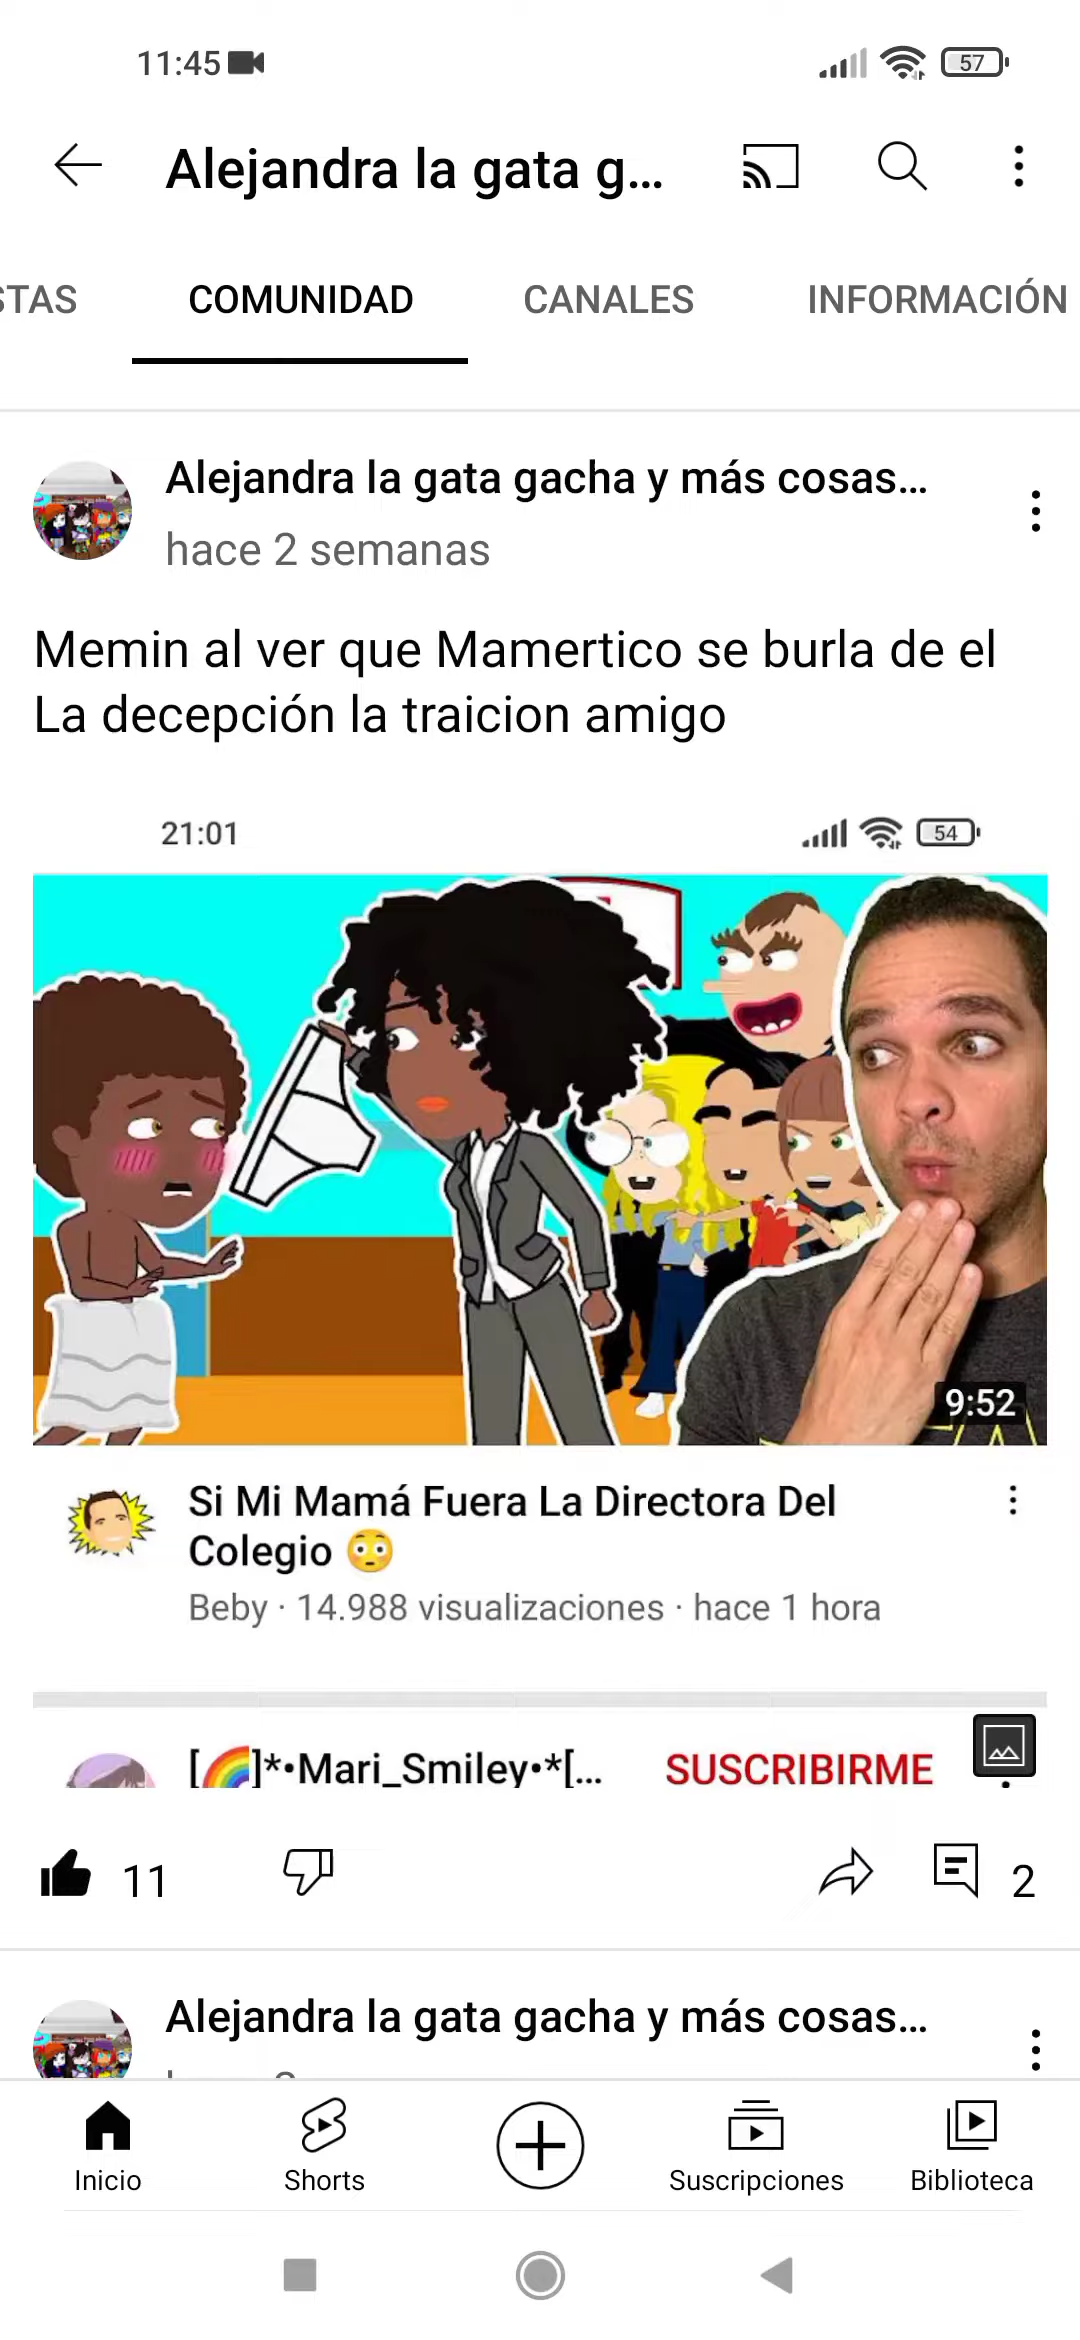 11:45
57
Alejandra la gata g...
STAS
COMUNIDAD
CANALES
INFORMACIÓN
Alejandra la gata gacha y más cosas...
hace 2 semanas
Memin al ver que Mamertico se burla de el
La decepción la traicion amigo
21:01
54
9:52
Si Mi Mamá Fuera La Directora Del
Colegio 😳
Beby · 14.988 visualizaciones · hace 1 hora
[🌈]*•Mari_Smiley•*[...
SUSCRIBIRME
11
2
Alejandra la gata gacha y más cosas...
Inicio
Shorts
Suscripciones
Biblioteca